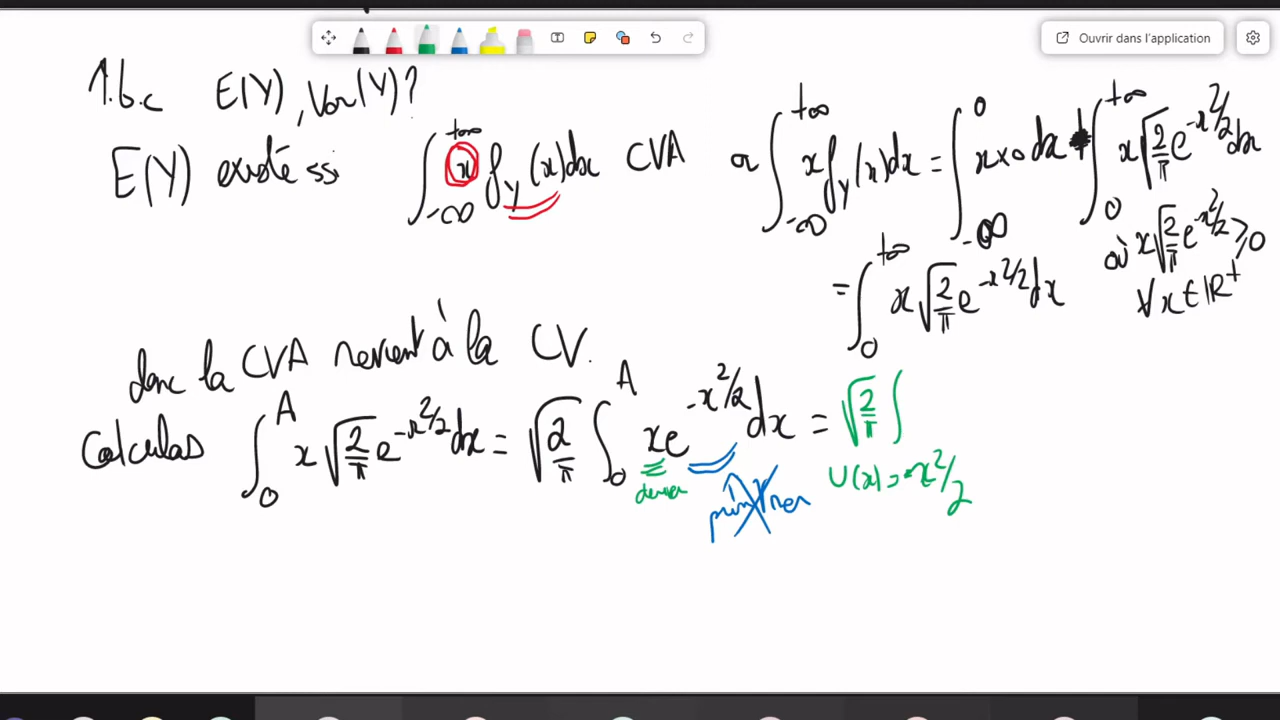 Ouvrir dans l'application
1.b.c E(Y), Var(Y)?
E(Y) existe ssi ∫_{-∞}^{+∞} x f_Y(x)dx CVA or ∫_{-∞}^{+∞} x f_Y(x)dx = ∫_{-∞}^{0} x×0 dx + ∫_{0}^{+∞} x√(2/π) e^{-x²/2} dx
= ∫_{0}^{+∞} x√(2/π) e^{-x²/2} dx
où x√(2/π) e^{-x²/2} ≥ 0
∀x ∈ ℝ⁺
donc la CVA revient à la CV.
Calculons ∫_{0}^{A} x√(2/π) e^{-x²/2} dx = √(2/π) ∫_{0}^{A} x e^{-x²/2} dx = √(2/π) ∫
U(x) = -x²/2